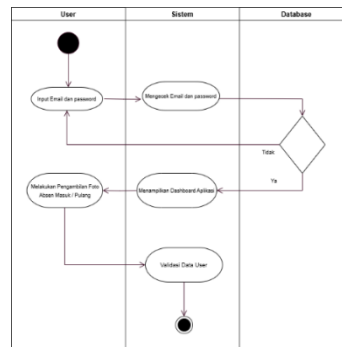 User
Sistem
Database
Input Email dan password
Mengecek Email dan password
Tidak
Ya
Melakukan Pengambilan Foto
Absen Masuk / Pulang
Menampilkan Dashboard Aplikasi
Validasi Data User